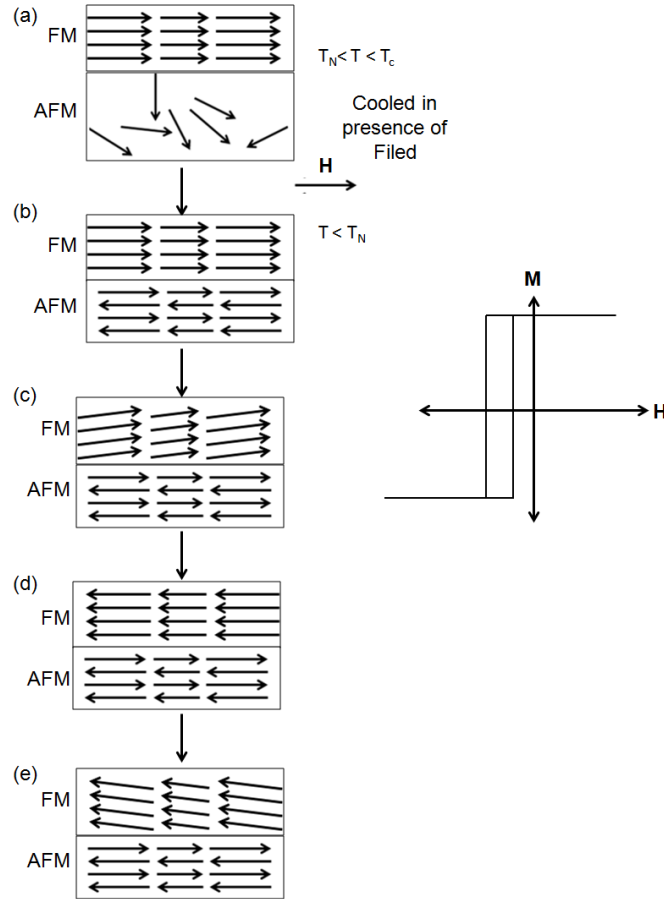 (a)
FM
T_N < T < T_c
AFM
Cooled in
presence of
Filed
H
(b)
FM
T < T_N
AFM
M
H
(c)
FM
AFM
(d)
FM
AFM
(e)
FM
AFM